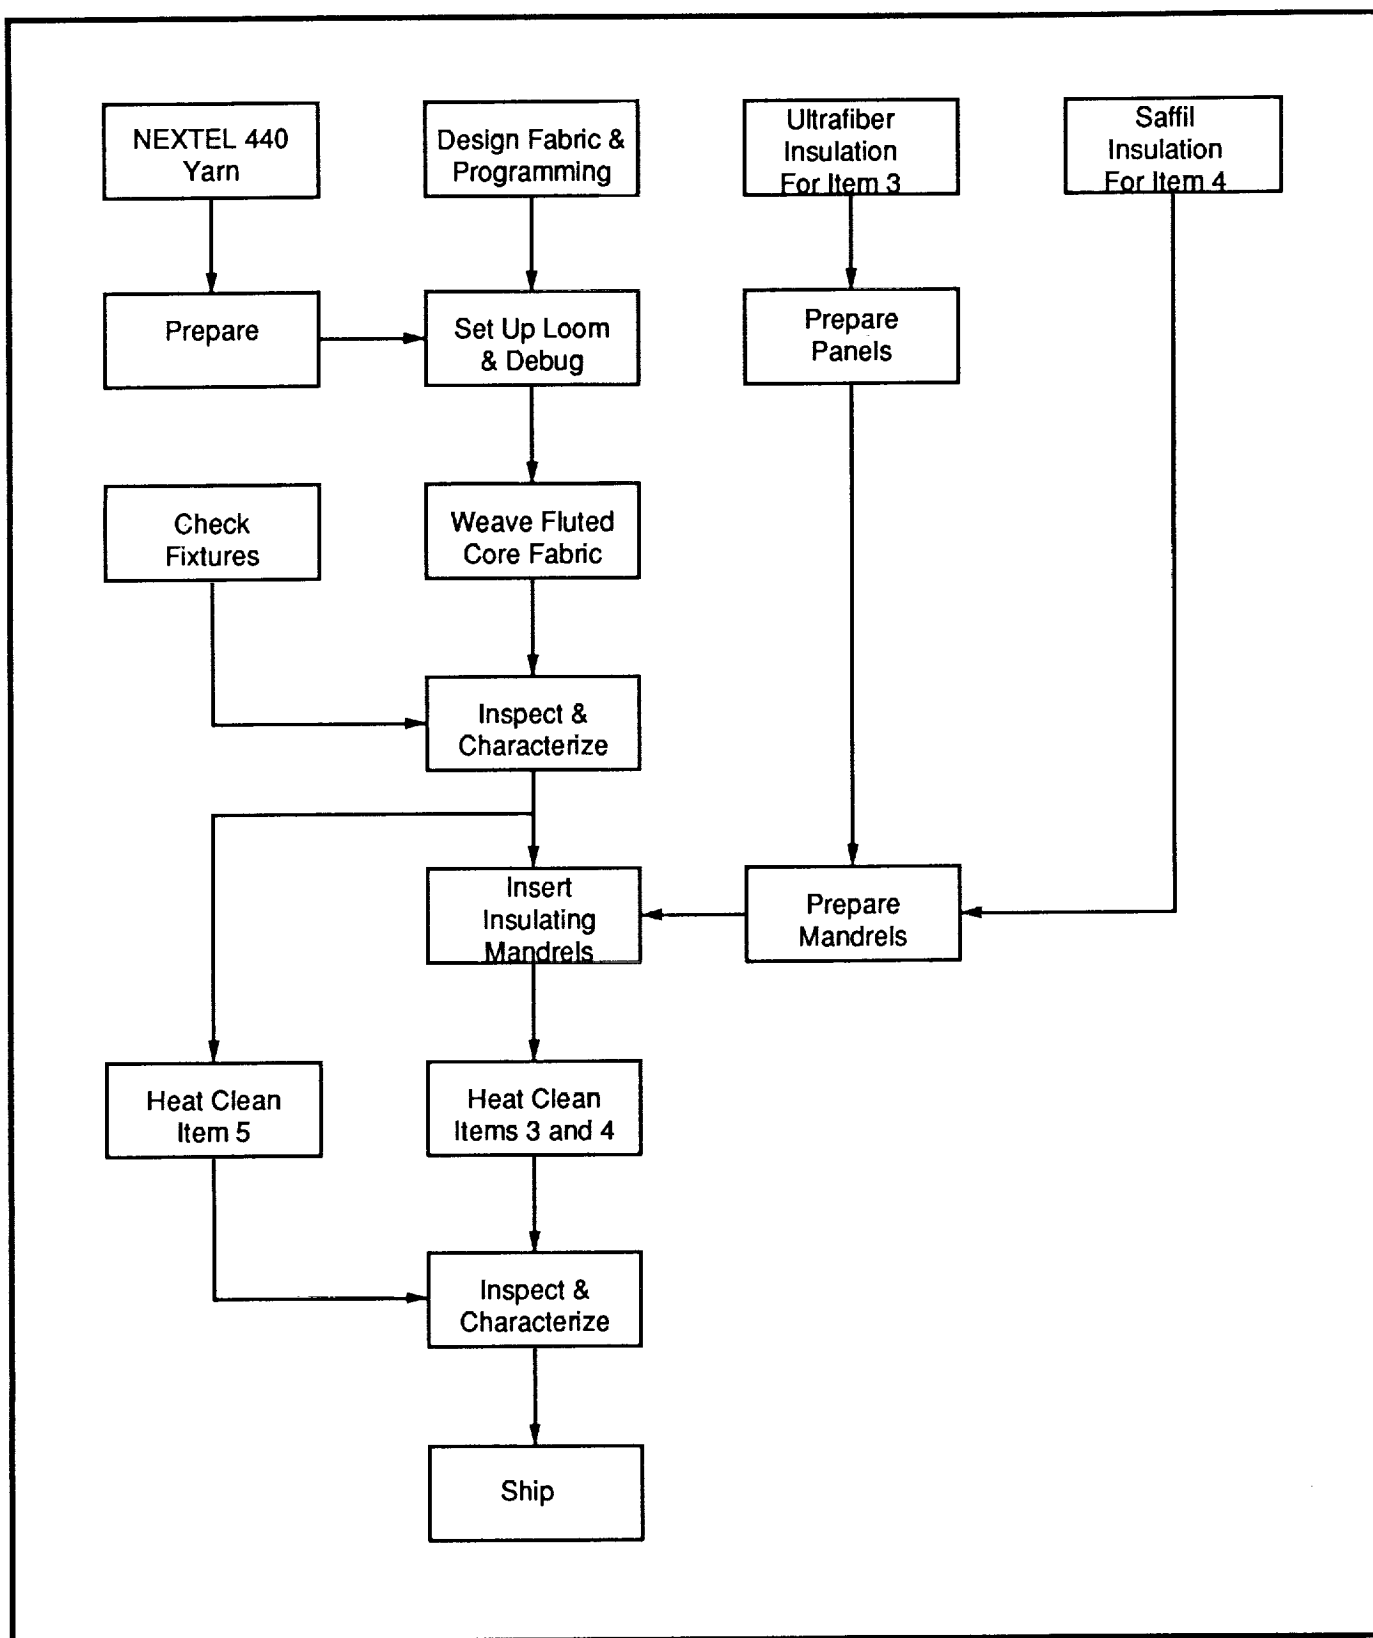 NEXTEL 440
Yarn
Design Fabric &
Programming
Ultrafiber
Insulation
For Item 3
Saffil
Insulation
For Item 4
Prepare
Set Up Loom
& Debug
Prepare
Panels
Check
Fixtures
Weave Fluted
Core Fabric
Inspect &
Characterize
Insert
Insulating
Mandrels
Prepare
Mandrels
Heat Clean
Item 5
Heat Clean
Items 3 and 4
Inspect &
Characterize
Ship